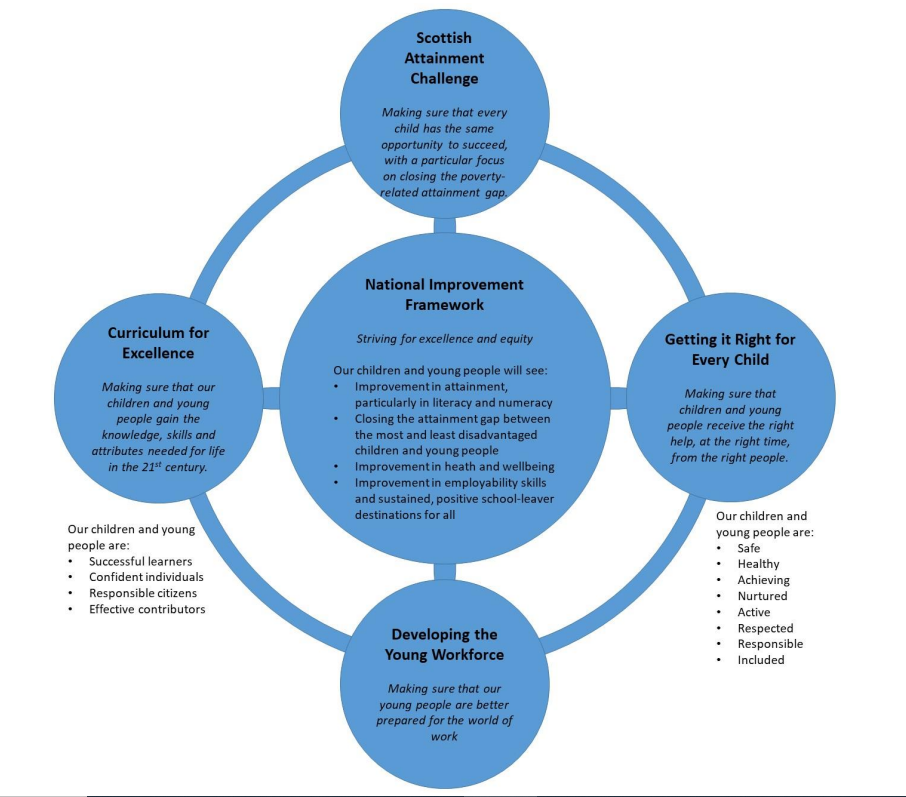 Scottish
Attainment
Challenge
Making sure that every
child has the same
opportunity to succeed,
with a particular focus
on closing the poverty-
related attainment gap.
National Improvement
Framework
Striving for excellence and equity
Our children and young people will see:
• Improvement in attainment,
particularly in literacy and numeracy
• Closing the attainment gap between
the most and least disadvantaged
children and young people
• Improvement in heath and wellbeing
• Improvement in employability skills
and sustained, positive school-leaver
destinations for all
Curriculum for
Excellence
Making sure that our
children and young
people gain the
knowledge, skills and
attributes needed for life
in the 21st century.
Our children and young
people are:
• Successful learners
• Confident individuals
• Responsible citizens
• Effective contributors
Getting it Right for
Every Child
Making sure that
children and young
people receive the right
help, at the right time,
from the right people.
Our children and
young people are:
• Safe
• Healthy
• Achieving
• Nurtured
• Active
• Respected
• Responsible
• Included
Developing the
Young Workforce
Making sure that our
young people are better
prepared for the world of
work